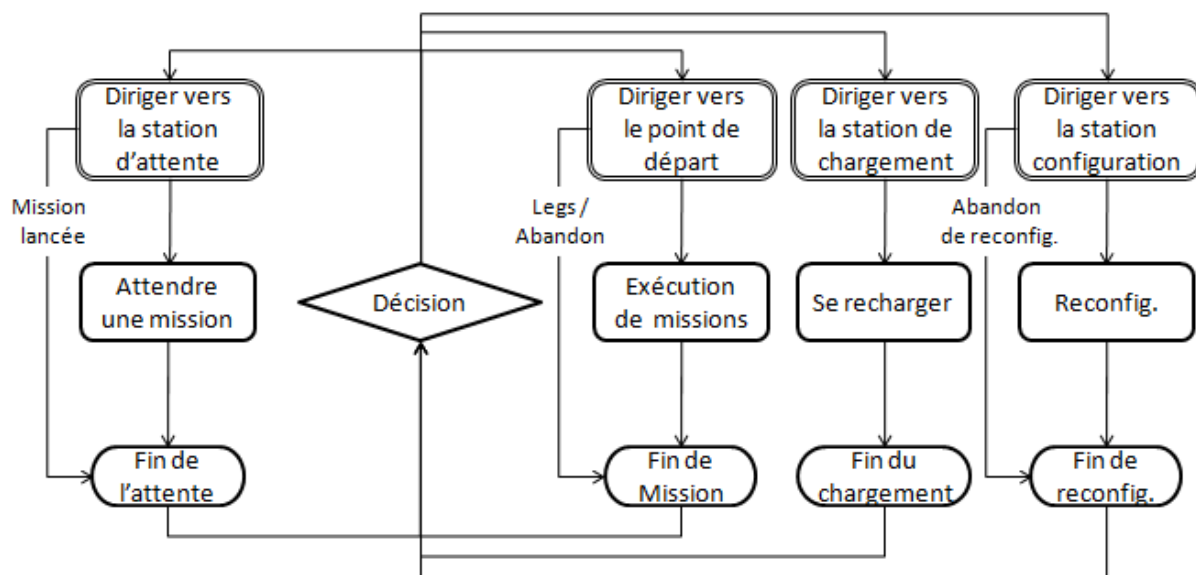 Diriger vers
la station
d'attente
Diriger vers
le point de
départ
Diriger vers
la station de
chargement
Diriger vers
la station
configuration
Mission
lancée
Legs /
Abandon
Abandon
de reconfig.
Attendre
une mission
Décision
Exécution
de missions
Se recharger
Reconfig.
Fin de
l'attente
Fin de
Mission
Fin du
chargement
Fin de
reconfig.